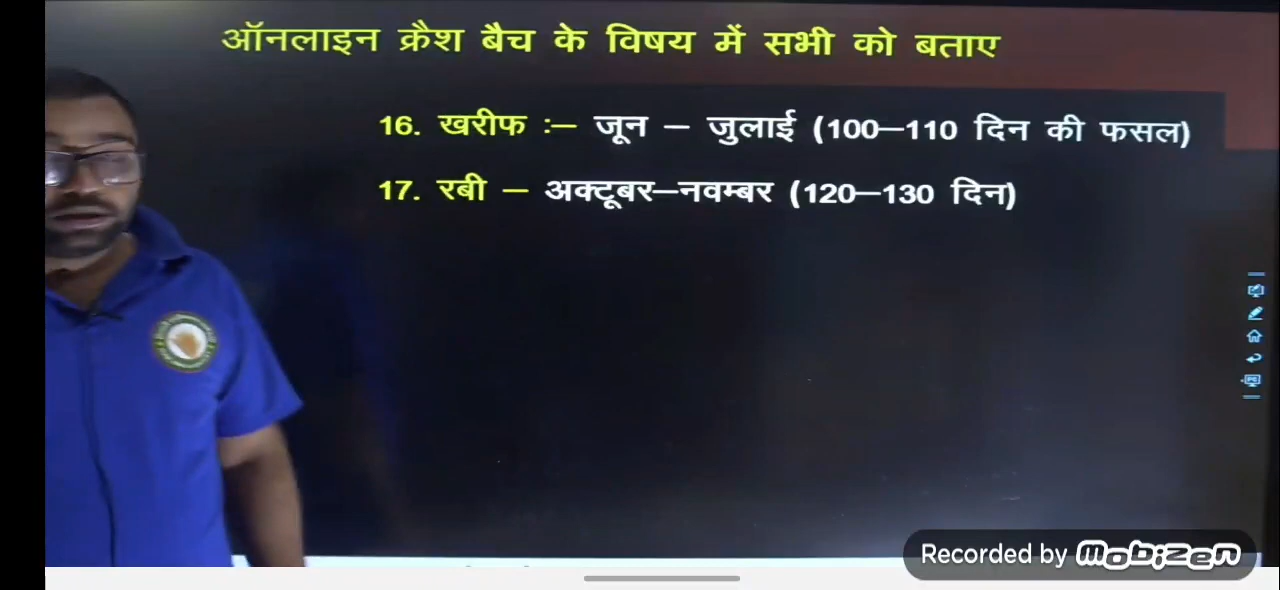 ऑनलाइन क्रैश बैच के विषय में सभी को बताए
16. खरीफ :– जून – जुलाई (100–110 दिन की फसल)
17. रबी – अक्टूबर–नवम्बर (120–130 दिन)
Recorded by Mobizen